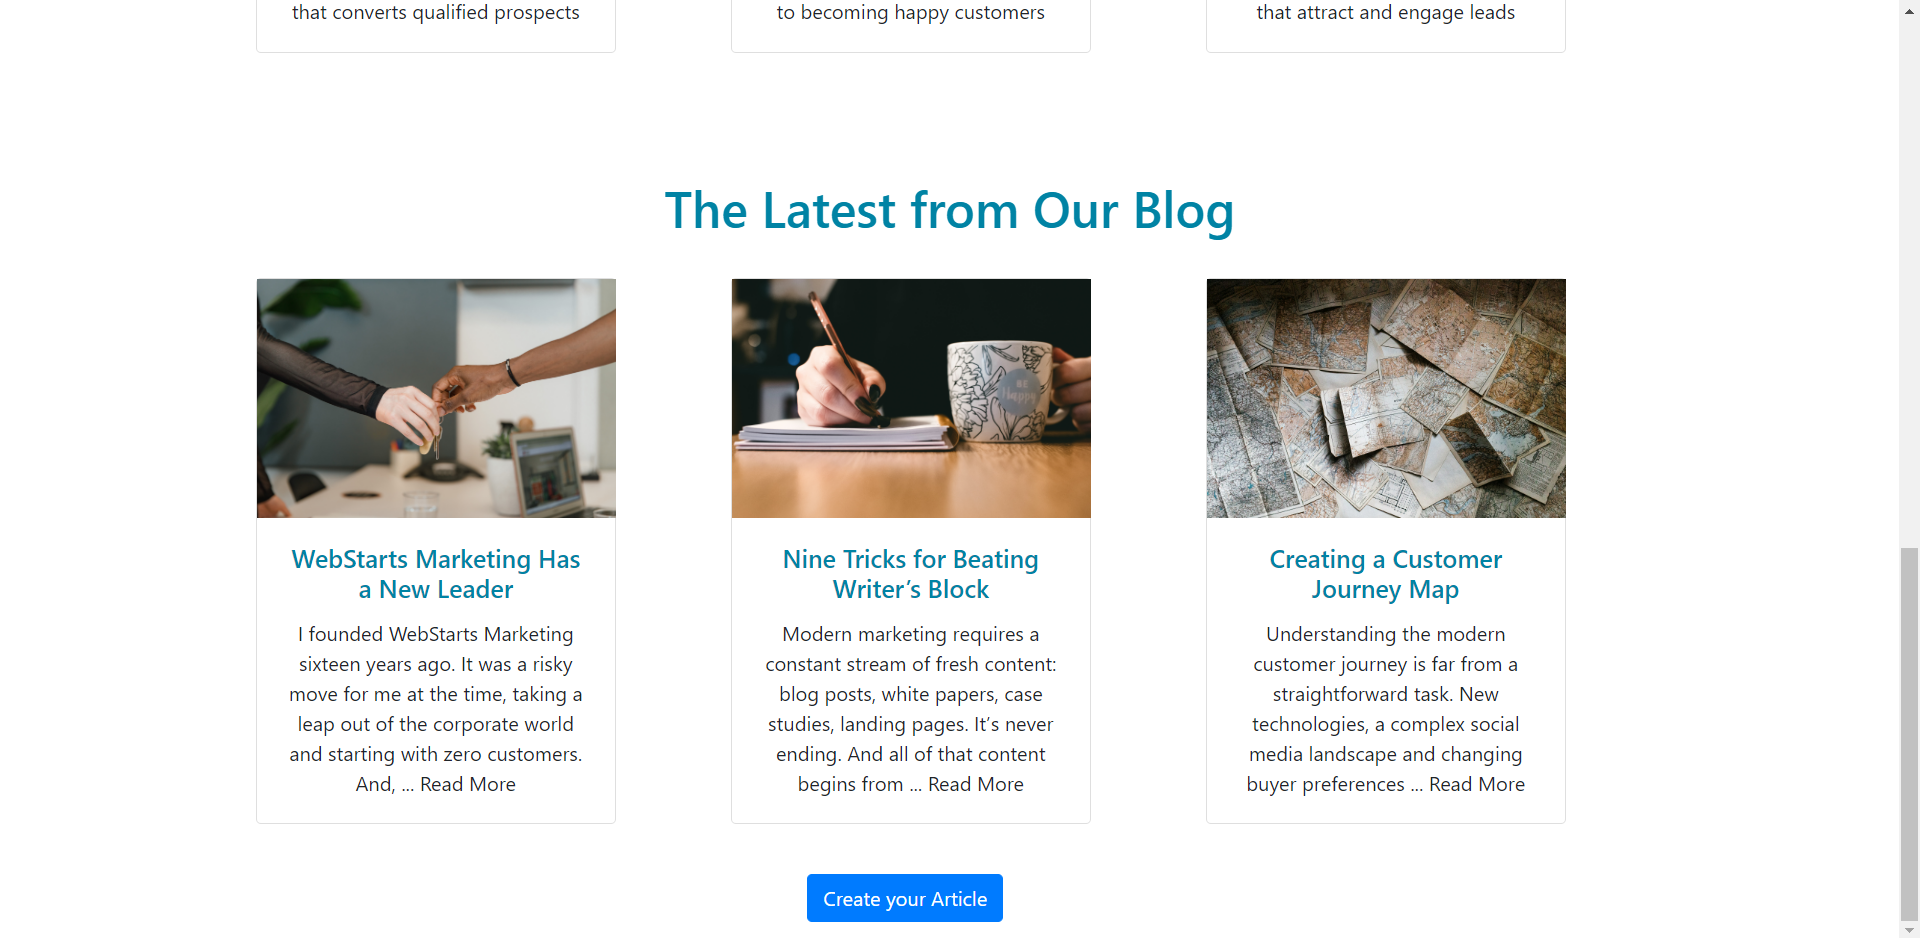 that converts qualified prospects
to becoming happy customers
that attract and engage leads
The Latest from Our Blog
BE
Happy
WebStarts Marketing Has
a New Leader
I founded WebStarts Marketing
sixteen years ago. It was a risky
move for me at the time, taking a
leap out of the corporate world
and starting with zero customers.
And, ... Read More
Nine Tricks for Beating
Writer’s Block
Modern marketing requires a
constant stream of fresh content:
blog posts, white papers, case
studies, landing pages. It’s never
ending. And all of that content
begins from ... Read More
Creating a Customer
Journey Map
Understanding the modern
customer journey is far from a
straightforward task. New
technologies, a complex social
media landscape and changing
buyer preferences ... Read More
Create your Article